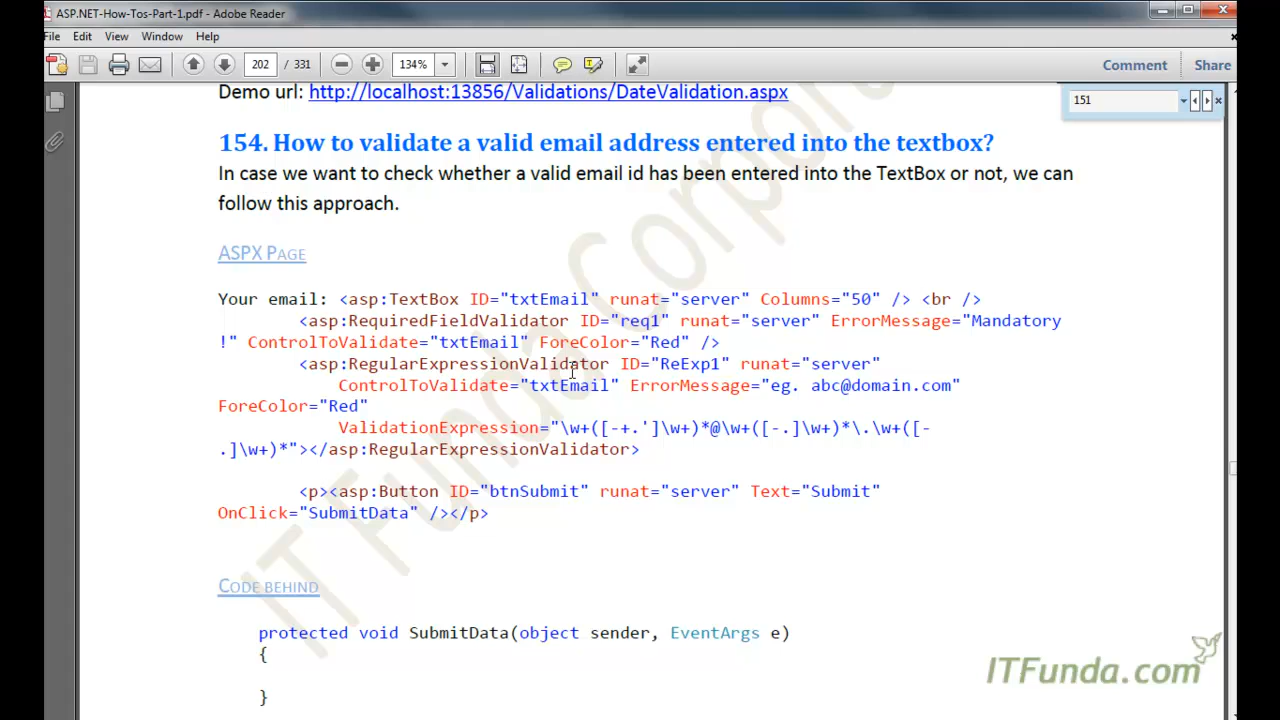 ASP.NET-How-Tos-Part-1.pdf - Adobe Reader
File Edit View Window Help
202 / 331 134% Comment Share
151
Demo url: http://localhost:13856/Validations/DateValidation.aspx
154. How to validate a valid email address entered into the textbox?
In case we want to check whether a valid email id has been entered into the TextBox or not, we can
follow this approach.
ASPX PAGE
Your email: <asp:TextBox ID="txtEmail" runat="server" Columns="50" /> <br />
<asp:RequiredFieldValidator ID="req1" runat="server" ErrorMessage="Mandatory
!" ControlToValidate="txtEmail" ForeColor="Red" />
<asp:RegularExpressionValidator ID="ReExp1" runat="server"
ControlToValidate="txtEmail" ErrorMessage="eg. abc@domain.com"
ForeColor="Red"
ValidationExpression="\w+([-+.']\w+)*@\w+([-.]\w+)*\.\w+([-
.]\w+)*"></asp:RegularExpressionValidator>
<p><asp:Button ID="btnSubmit" runat="server" Text="Submit"
OnClick="SubmitData" /></p>
CODE BEHIND
protected void SubmitData(object sender, EventArgs e)
{
}
IT Funda Corpor
ITFunda.com